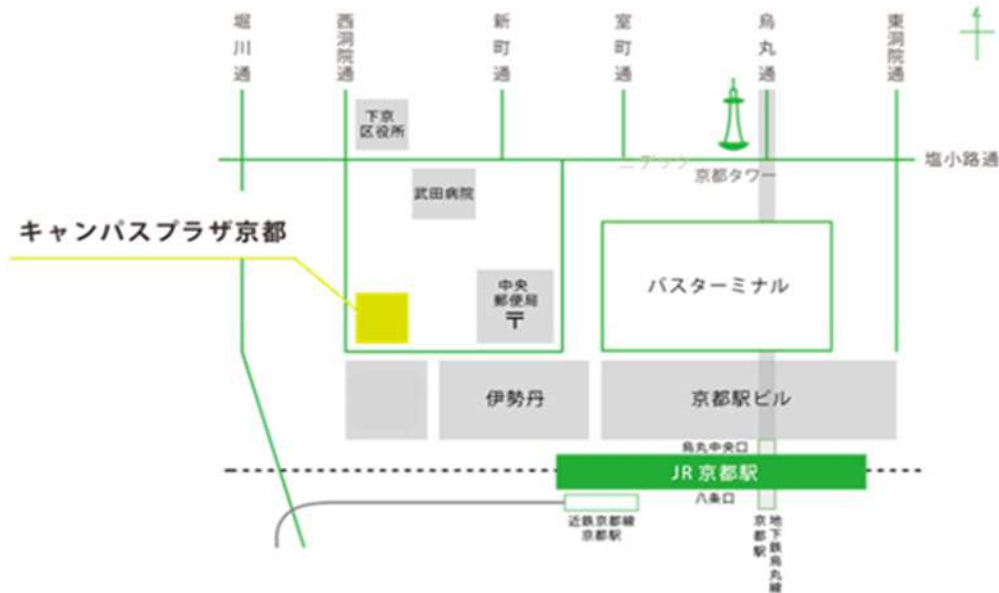 堀川通
西洞院通
新町通
室町通
烏丸通
東洞院通
下京
区役所
塩小路通
京都タワー
武田病院
キャンパスプラザ京都
中央
郵便局
〒
バスターミナル
伊勢丹
京都駅ビル
烏丸中央口
JR 京都駅
八条口
近鉄京都線
京都駅
地下鉄烏丸線
京都駅